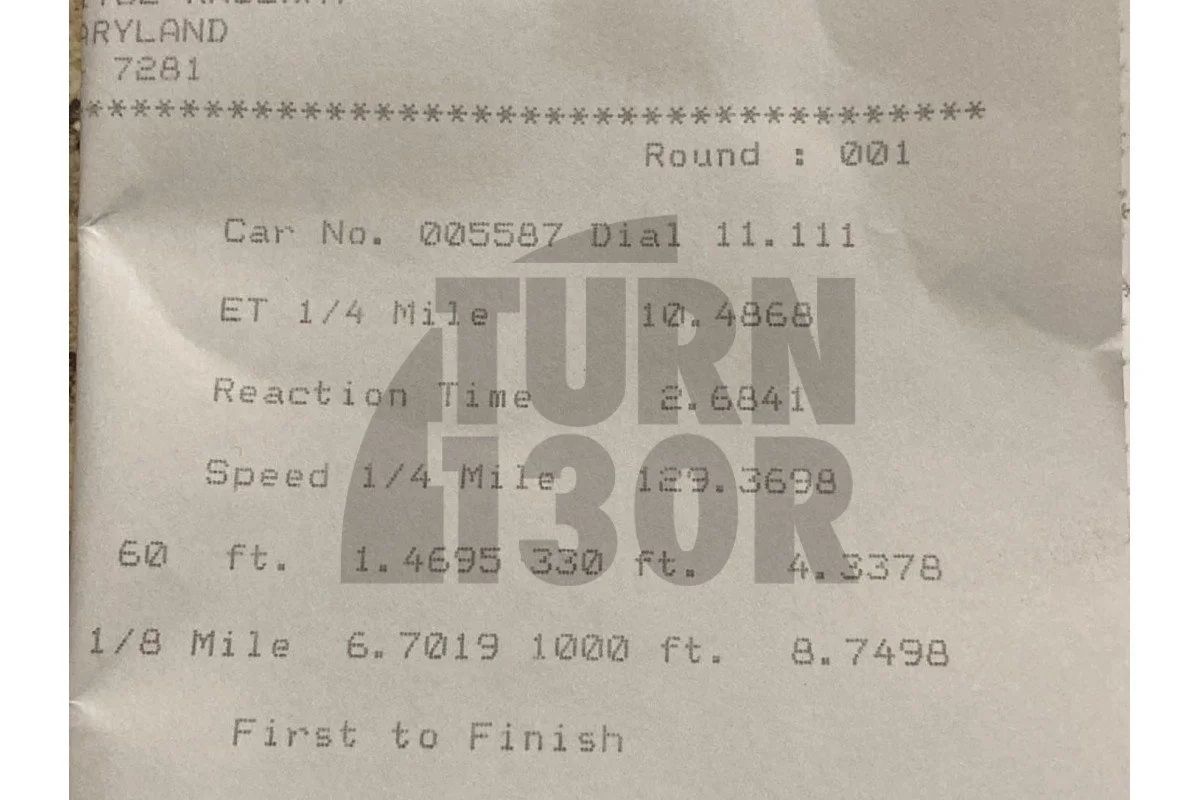 ARYLAND
7281
*************************************
Round : 001
Car No. 005587 Dial 11.111
ET 1/4 Mile 10.4868
Reaction Time 2.6841
Speed 1/4 Mile 129.3698
60 ft. 1.4695 330 ft. 4.3378
1/8 Mile 6.7019 1000 ft. 8.7498
First to Finish
TURN
130R